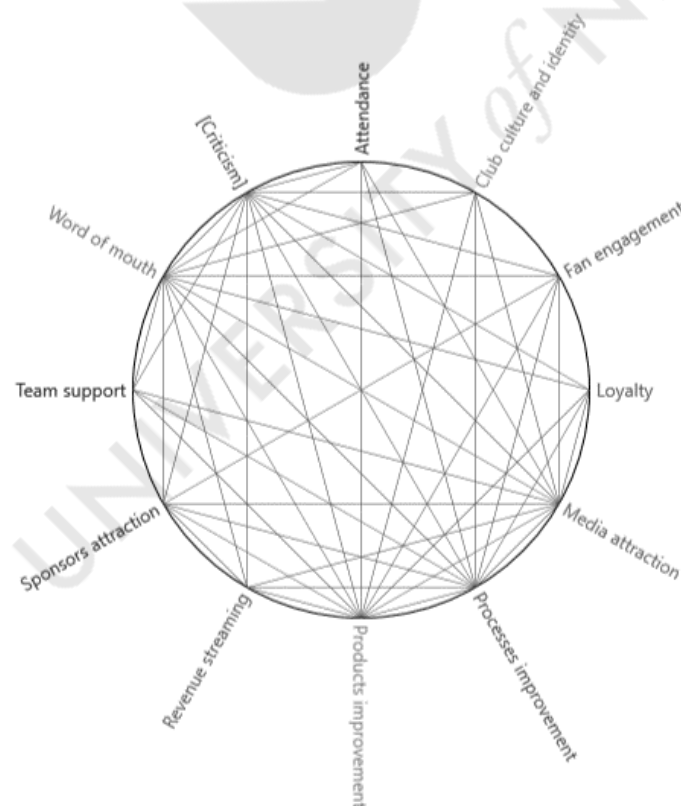 Attendance
Club culture and identity
Fan engagement
Loyalty
Media attraction
Processes improvement
Products improvement
Revenue streaming
Sponsors attraction
Team support
Word of mouth
[Criticism]
UNIVERSITY of N